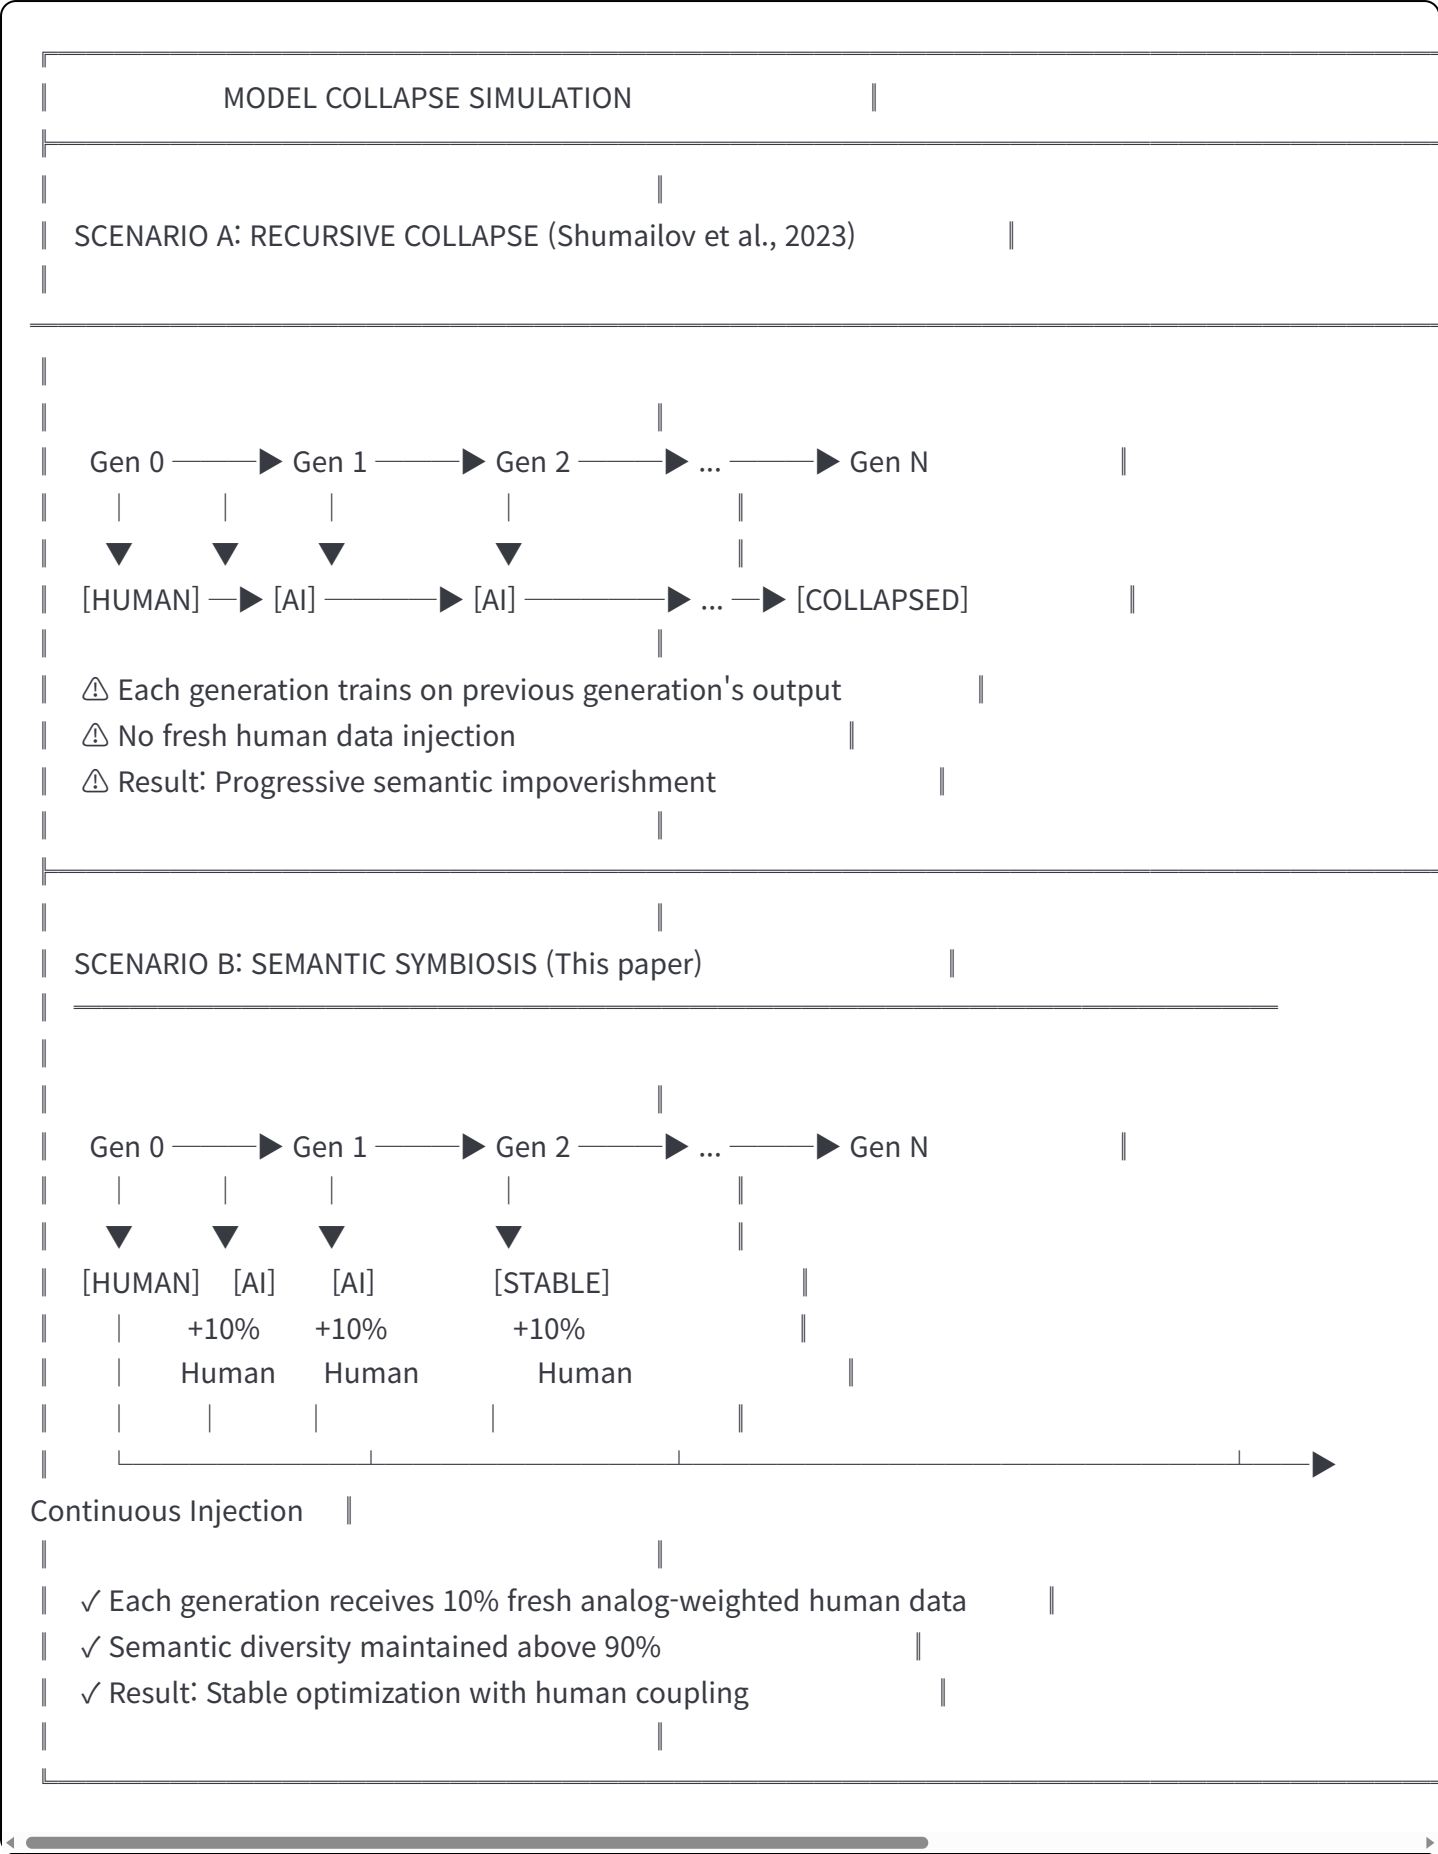 MODEL COLLAPSE SIMULATION
SCENARIO A: RECURSIVE COLLAPSE (Shumailov et al., 2023)
Gen 0 ───▶ Gen 1 ───▶ Gen 2 ───▶ ... ───▶ Gen N
[HUMAN] ─▶ [AI] ────▶ [AI] ─────▶ ... ─▶ [COLLAPSED]
⚠ Each generation trains on previous generation's output
⚠ No fresh human data injection
⚠ Result: Progressive semantic impoverishment
SCENARIO B: SEMANTIC SYMBIOSIS (This paper)
Gen 0 ───▶ Gen 1 ───▶ Gen 2 ───▶ ... ───▶ Gen N
[HUMAN] [AI] [AI] [STABLE]
+10% +10% +10%
Human Human Human
Continuous Injection
✓ Each generation receives 10% fresh analog-weighted human data
✓ Semantic diversity maintained above 90%
✓ Result: Stable optimization with human coupling